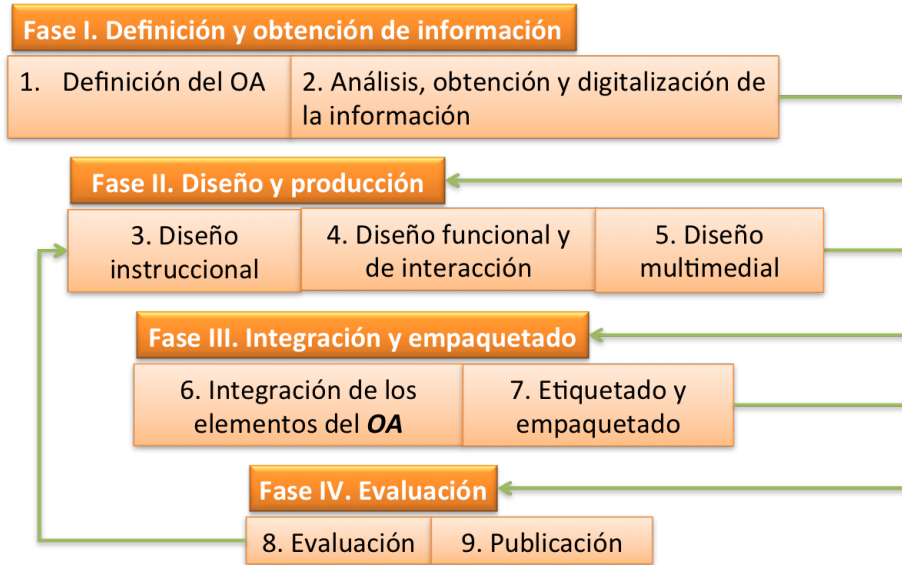 Fase I. Definición y obtención de información
1. Definición del OA
2. Análisis, obtención y digitalización de
la información
Fase II. Diseño y producción
3. Diseño
instruccional
4. Diseño funcional y
de interacción
5. Diseño
multimedial
Fase III. Integración y empaquetado
6. Integración de los
elementos del OA
7. Etiquetado y
empaquetado
Fase IV. Evaluación
8. Evaluación
9. Publicación